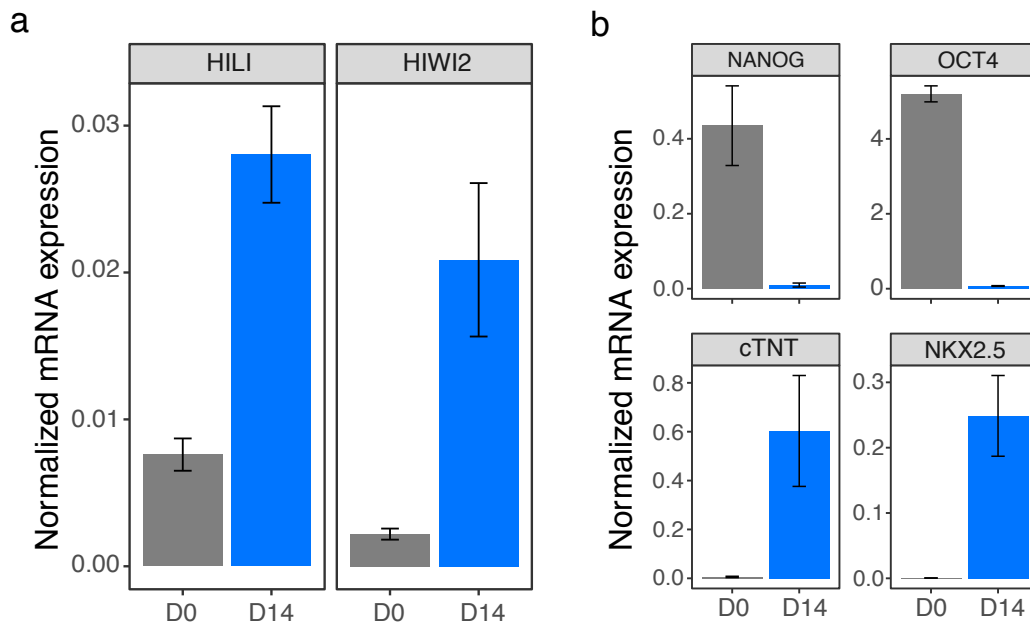 a
HILI HIWI2
Normalized mRNA expression
0.03
0.02
0.01
0.00
D0 D14 D0 D14
b
NANOG OCT4
Normalized mRNA expression
0.4
0.2
0.0
4
2
0
cTNT NKX2.5
0.8
0.6
0.4
0.2
0.0
0.3
0.2
0.1
0.0
D0 D14 D0 D14